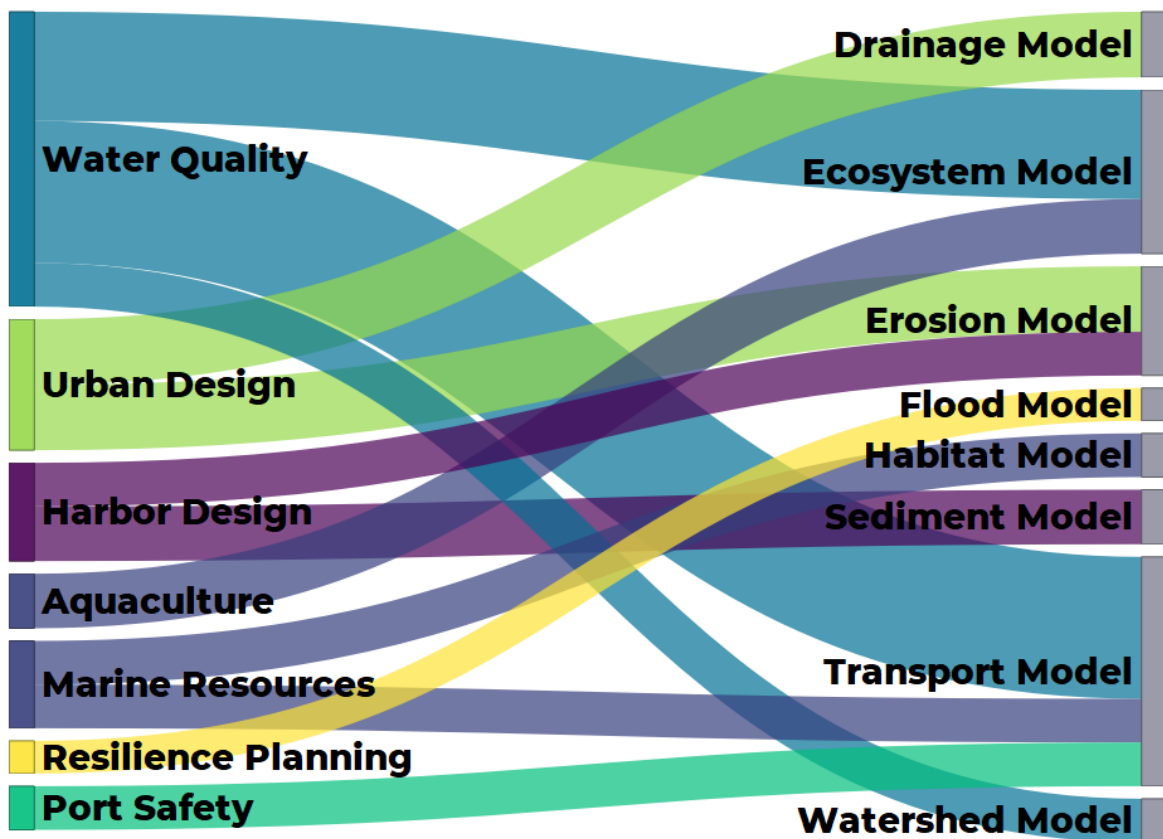 Water Quality
Urban Design
Harbor Design
Aquaculture
Marine Resources
Resilience Planning
Port Safety
Drainage Model
Ecosystem Model
Erosion Model
Flood Model
Habitat Model
Sediment Model
Transport Model
Watershed Model